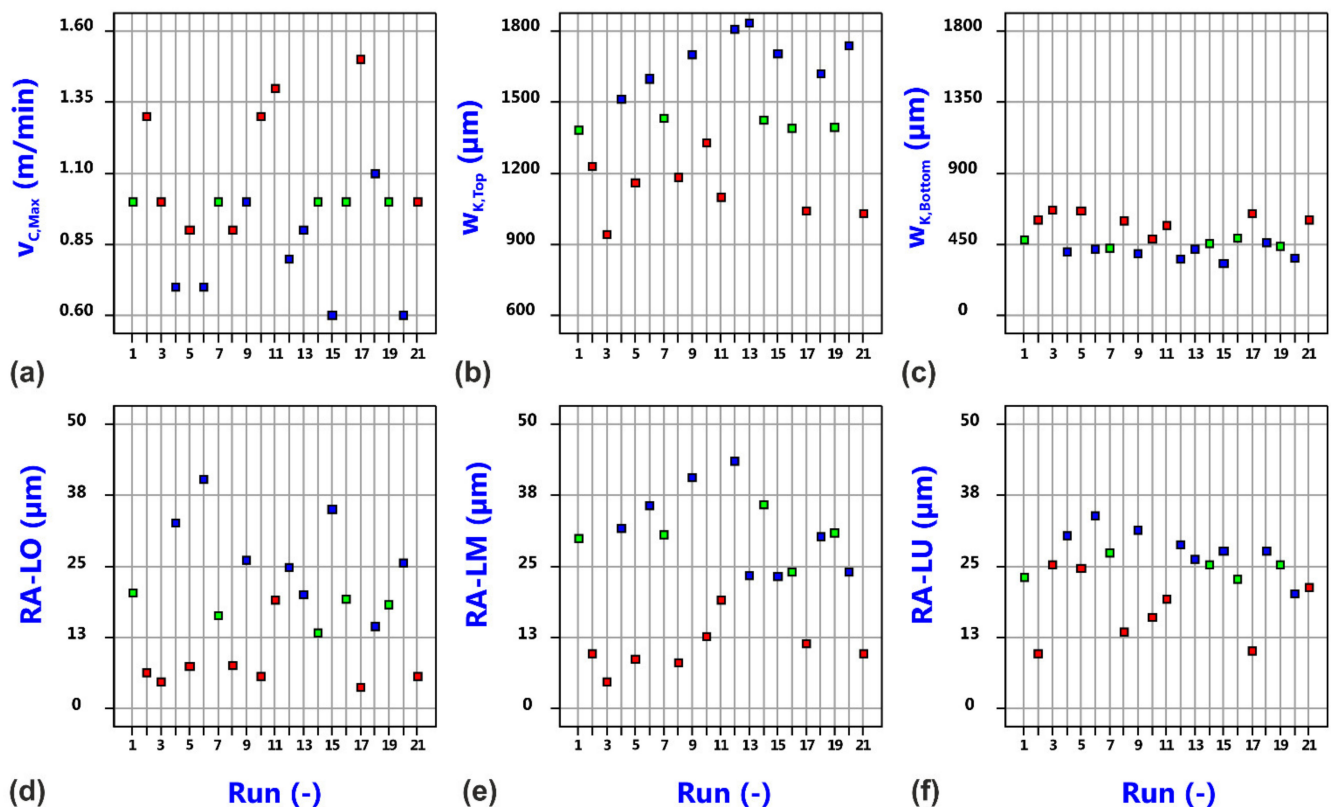 v_C,Max (m/min)
1.60
1.35
1.10
0.85
0.60
1 3 5 7 9 11 13 15 17 19 21
(a)
w_K,Top (µm)
1800
1500
1200
900
600
1 3 5 7 9 11 13 15 17 19 21
(b)
w_K,Bottom (µm)
1800
1350
900
450
0
1 3 5 7 9 11 13 15 17 19 21
(c)
RA-LO (µm)
50
38
25
13
0
1 3 5 7 9 11 13 15 17 19 21
(d)
Run (-)
RA-LM (µm)
50
38
25
13
0
1 3 5 7 9 11 13 15 17 19 21
(e)
Run (-)
RA-LU (µm)
50
38
25
13
0
1 3 5 7 9 11 13 15 17 19 21
(f)
Run (-)